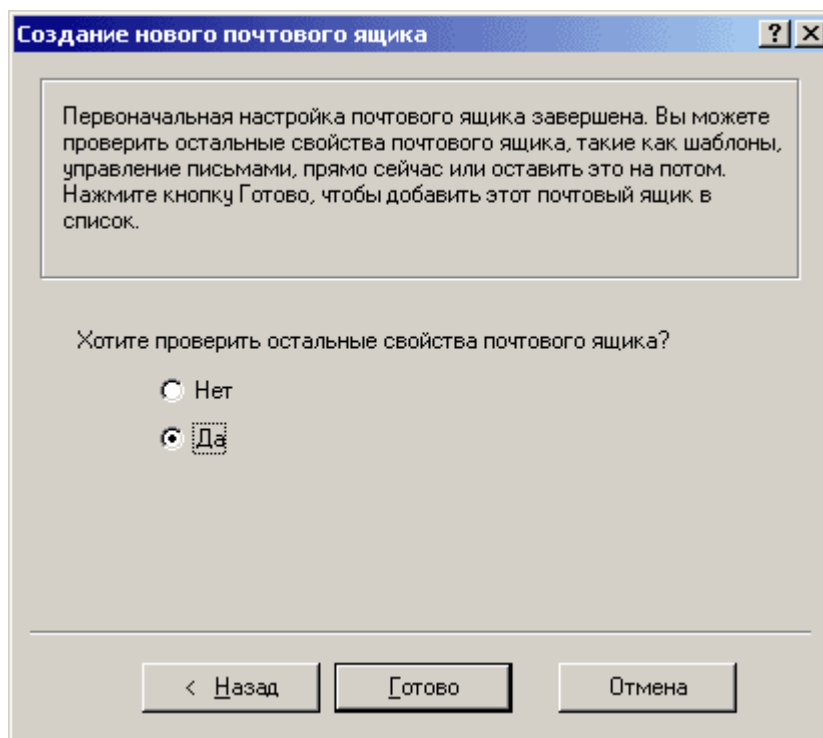 Создание нового почтового ящика
Первоначальная настройка почтового ящика завершена. Вы можете
проверить остальные свойства почтового ящика, такие как шаблоны,
управление письмами, прямо сейчас или оставить это на потом.
Нажмите кнопку Готово, чтобы добавить этот почтовый ящик в
список.
Хотите проверить остальные свойства почтового ящика?
Нет
Да
< Назад
Готово
Отмена